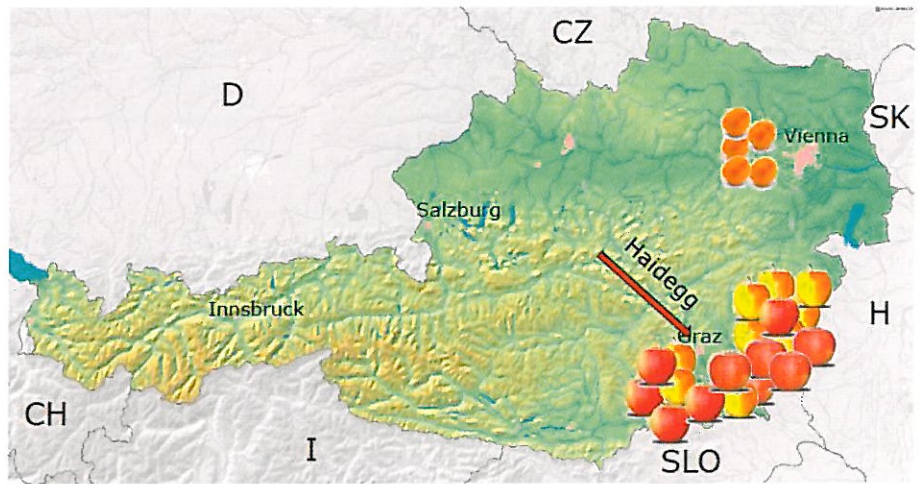 CZ
D
SK
Vienna
Salzburg
Haidegg
Innsbruck
Graz
H
CH
I
SLO